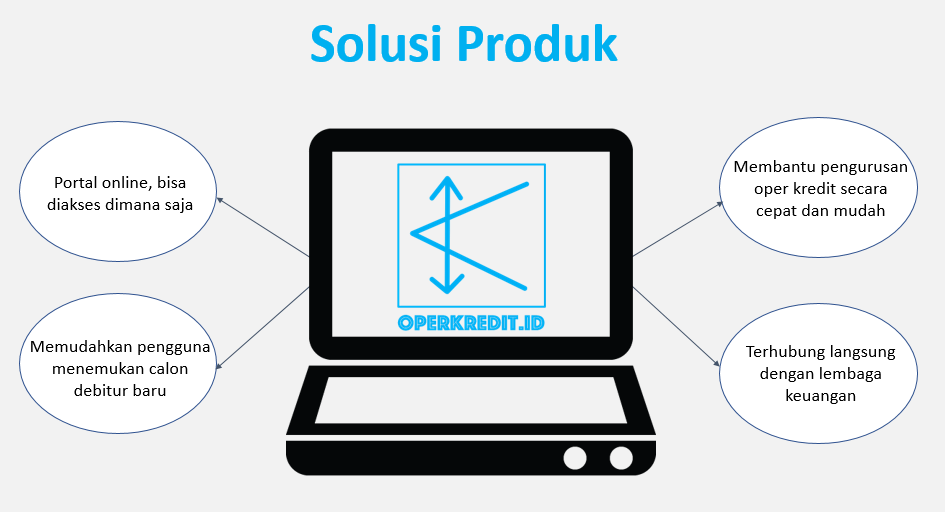 Solusi Produk
Portal online, bisa
diakses dimana saja
Memudahkan pengguna
menemukan calon
debitur baru
OPERKREDIT.ID
Membantu pengurusan
oper kredit secara
cepat dan mudah
Terhubung langsung
dengan lembaga
keuangan